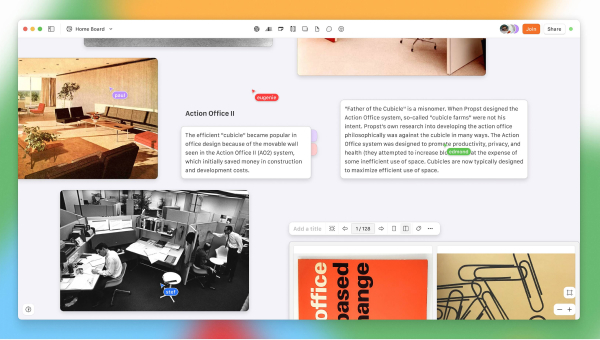 Home Board
Join
Share
paul
eugenie
Action Office II
The efficient "cubicle" became popular in
office design because of the movable wall
seen in the Action Office II (AO2) system,
which initially saved money in construction
and development costs.
"Father of the Cubicle" is a misnomer. When Propst designed the
Action Office system, so-called "cubicle farms" were not his
intent. Propst's own research into developing the action office
philosophically was against the cubicle in many ways. The Action
Office system was designed to promote productivity, privacy, and
health (they attempted to increase at the expense of
some inefficient use of space. Cubicles are now typically designed
to maximize efficient use of space.
edmond
stef
Add a title
1 / 128
office
based
hange